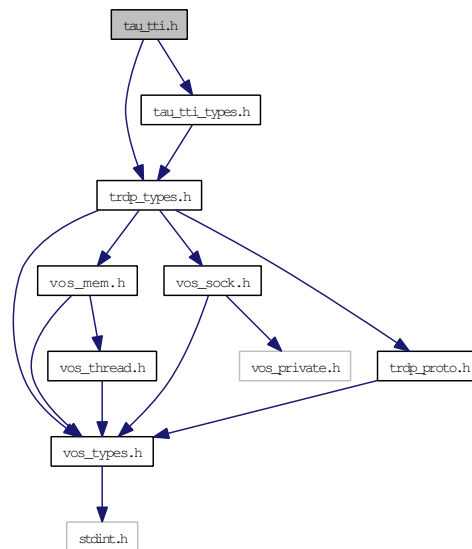 tau_tti.h
tau_tti_types.h
trdp_types.h
vos_mem.h
vos_sock.h
vos_thread.h
vos_private.h
trdp_proto.h
vos_types.h
stdint.h